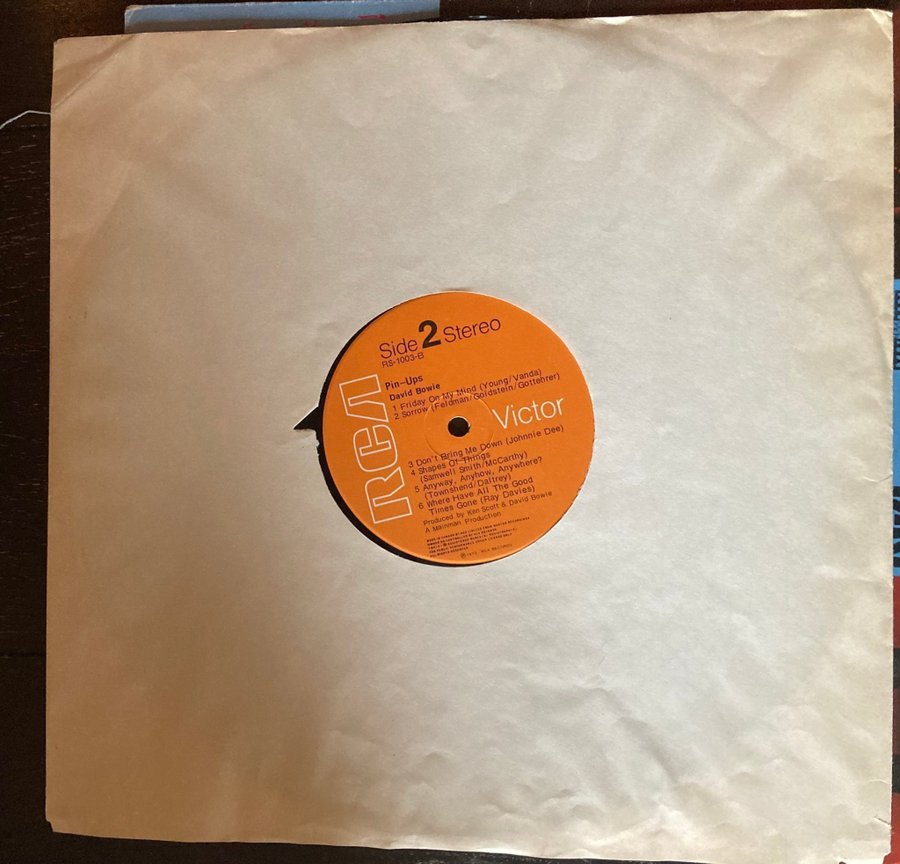 Side 2 Stereo
RS-1003-B
Pin-Ups
David Bowie
1 Friday On My Mind (Young/Vanda)
2 Sorrow (Feldman/Goldstein/Gottehrer)
RCA
Victor
3 Don't Bring Me Down (Johnnie Dee)
4 Shapes Of Things
(Samwell Smith/McCarthy)
5 Anyway, Anyhow, Anywhere?
(Townshend/Daltrey)
6 Where Have All The Good
Times Gone (Ray Davies)
Produced by Ken Scott & David Bowie
A Mainman Production